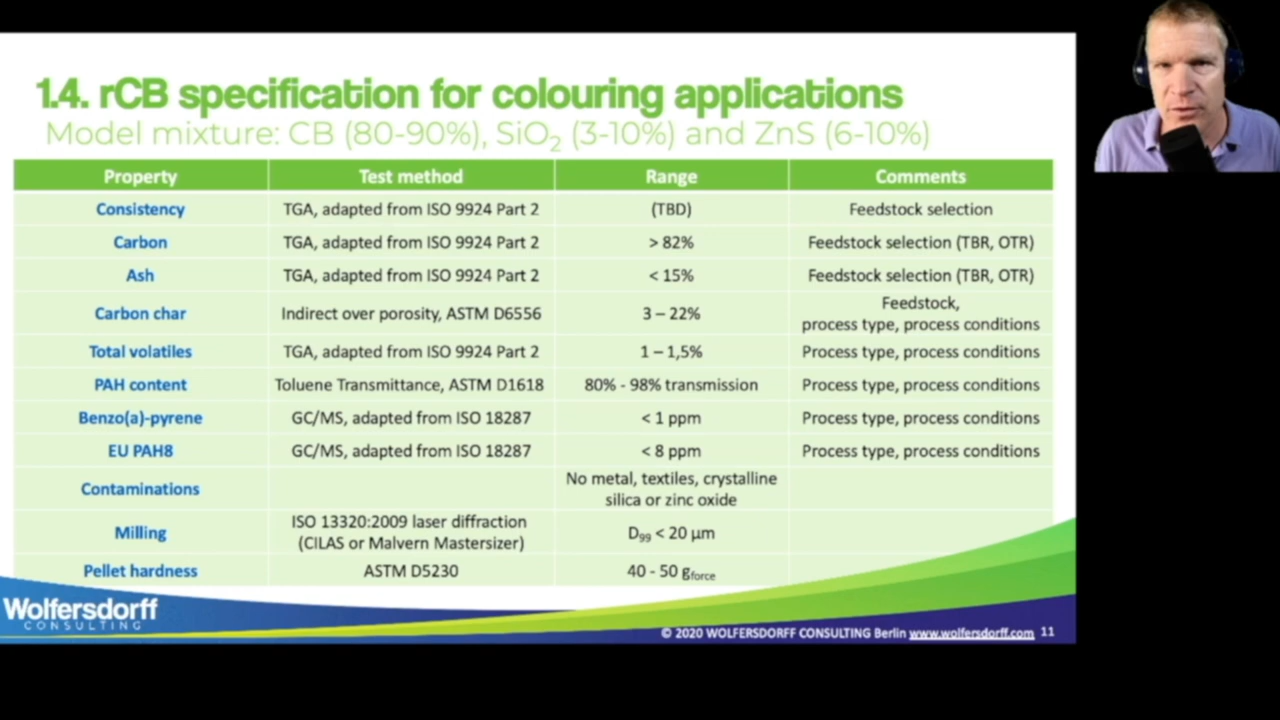 1.4. rCB specification for colouring applications
Model mixture: CB (80-90%), SiO2 (3-10%) and ZnS (6-10%)
Property Test method Range Comments
Consistency TGA, adapted from ISO 9924 Part 2 (TBD) Feedstock selection
Carbon TGA, adapted from ISO 9924 Part 2 > 82% Feedstock selection (TBR, OTR)
Ash TGA, adapted from ISO 9924 Part 2 < 15% Feedstock selection (TBR, OTR)
Carbon char Indirect over porosity, ASTM D6556 3 – 22% Feedstock,
process type, process conditions
Total volatiles TGA, adapted from ISO 9924 Part 2 1 – 1,5% Process type, process conditions
PAH content Toluene Transmittance, ASTM D1618 80% - 98% transmission Process type, process conditions
Benzo(a)-pyrene GC/MS, adapted from ISO 18287 < 1 ppm Process type, process conditions
EU PAH8 GC/MS, adapted from ISO 18287 < 8 ppm Process type, process conditions
Contaminations No metal, textiles, crystalline
silica or zinc oxide
Milling ISO 13320:2009 laser diffraction
(CILAS or Malvern Mastersizer) D99 < 20 µm
Pellet hardness ASTM D5230 40 - 50 gforce
Wolfersdorff
CONSULTING
© 2020 WOLFERSDORFF CONSULTING Berlin www.wolfersdorff.com 11